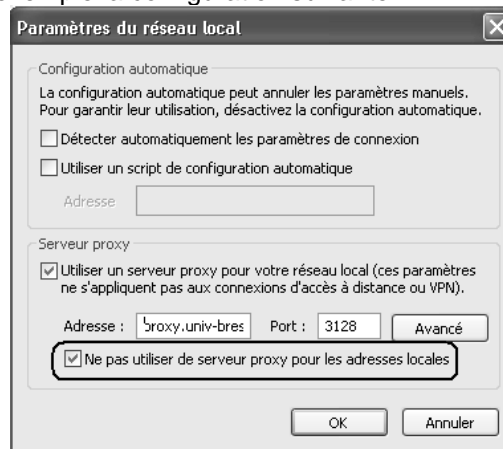 Paramètres du réseau local
Configuration automatique
La configuration automatique peut annuler les paramètres manuels.
Pour garantir leur utilisation, désactivez la configuration automatique.
Détecter automatiquement les paramètres de connexion
Utiliser un script de configuration automatique
Adresse
Serveur proxy
Utiliser un serveur proxy pour votre réseau local (ces paramètres
ne s'appliquent pas aux connexions d'accès à distance ou VPN).
Adresse : proxy.univ-bres Port : 3128 Avancé
Ne pas utiliser de serveur proxy pour les adresses locales
OK Annuler